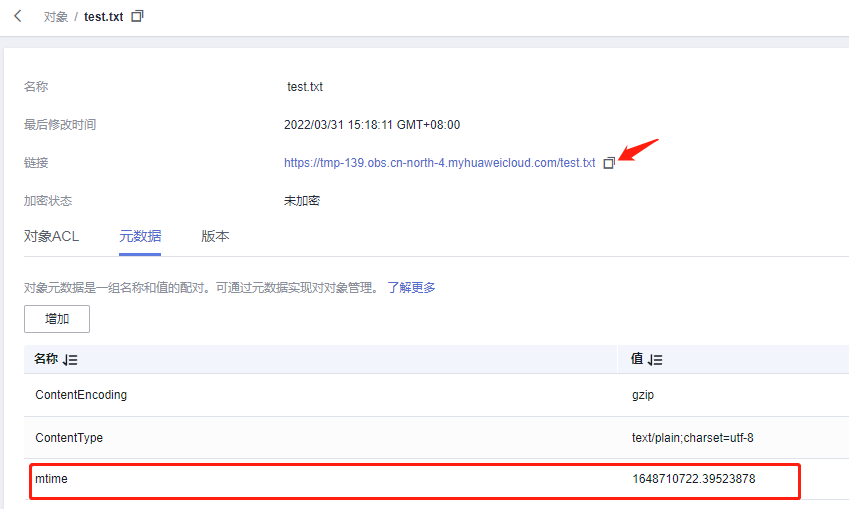 对象 / test.txt
名称 test.txt
最后修改时间 2022/03/31 15:18:11 GMT+08:00
链接 https://tmp-139.obs.cn-north-4.myhuaweicloud.com/test.txt
加密状态 未加密
对象ACL 元数据 版本
对象元数据是一组名称和值的配对。可通过元数据实现对对象管理。 了解更多
增加
名称 值
ContentEncoding gzip
ContentType text/plain;charset=utf-8
mtime 1648710722.39523878